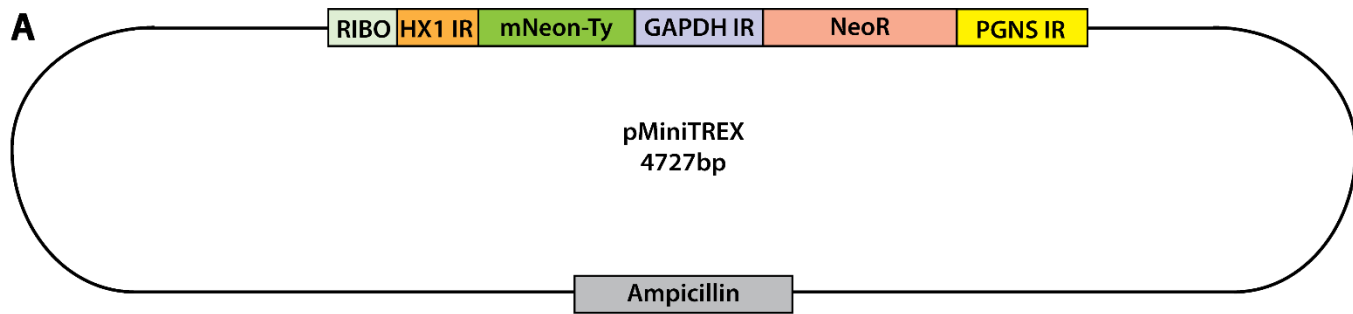 A
RIBO HX1 IR mNeon-Ty GAPDH IR NeoR PGNS IR
pMiniTREX
4727bp
Ampicillin